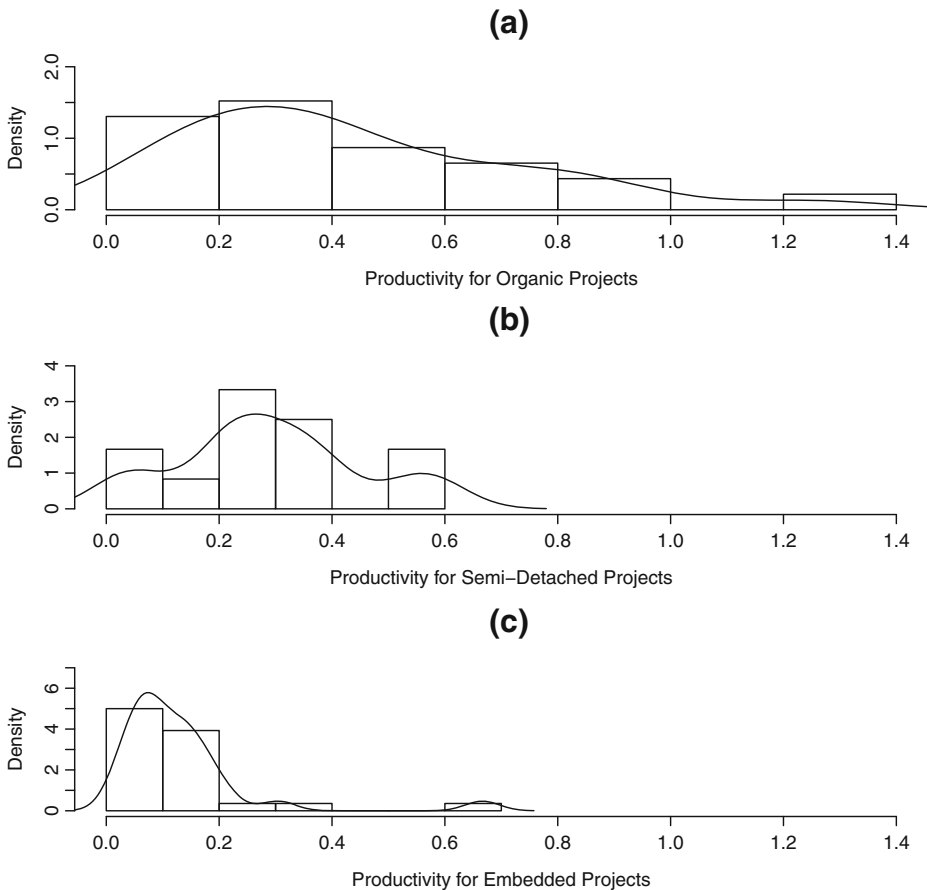 (a)
Density
0.0 1.0 2.0
0.0 0.2 0.4 0.6 0.8 1.0 1.2 1.4
Productivity for Organic Projects
(b)
Density
0 1 2 3 4
0.0 0.2 0.4 0.6 0.8 1.0 1.2 1.4
Productivity for Semi−Detached Projects
(c)
Density
0 2 4 6
0.0 0.2 0.4 0.6 0.8 1.0 1.2 1.4
Productivity for Embedded Projects